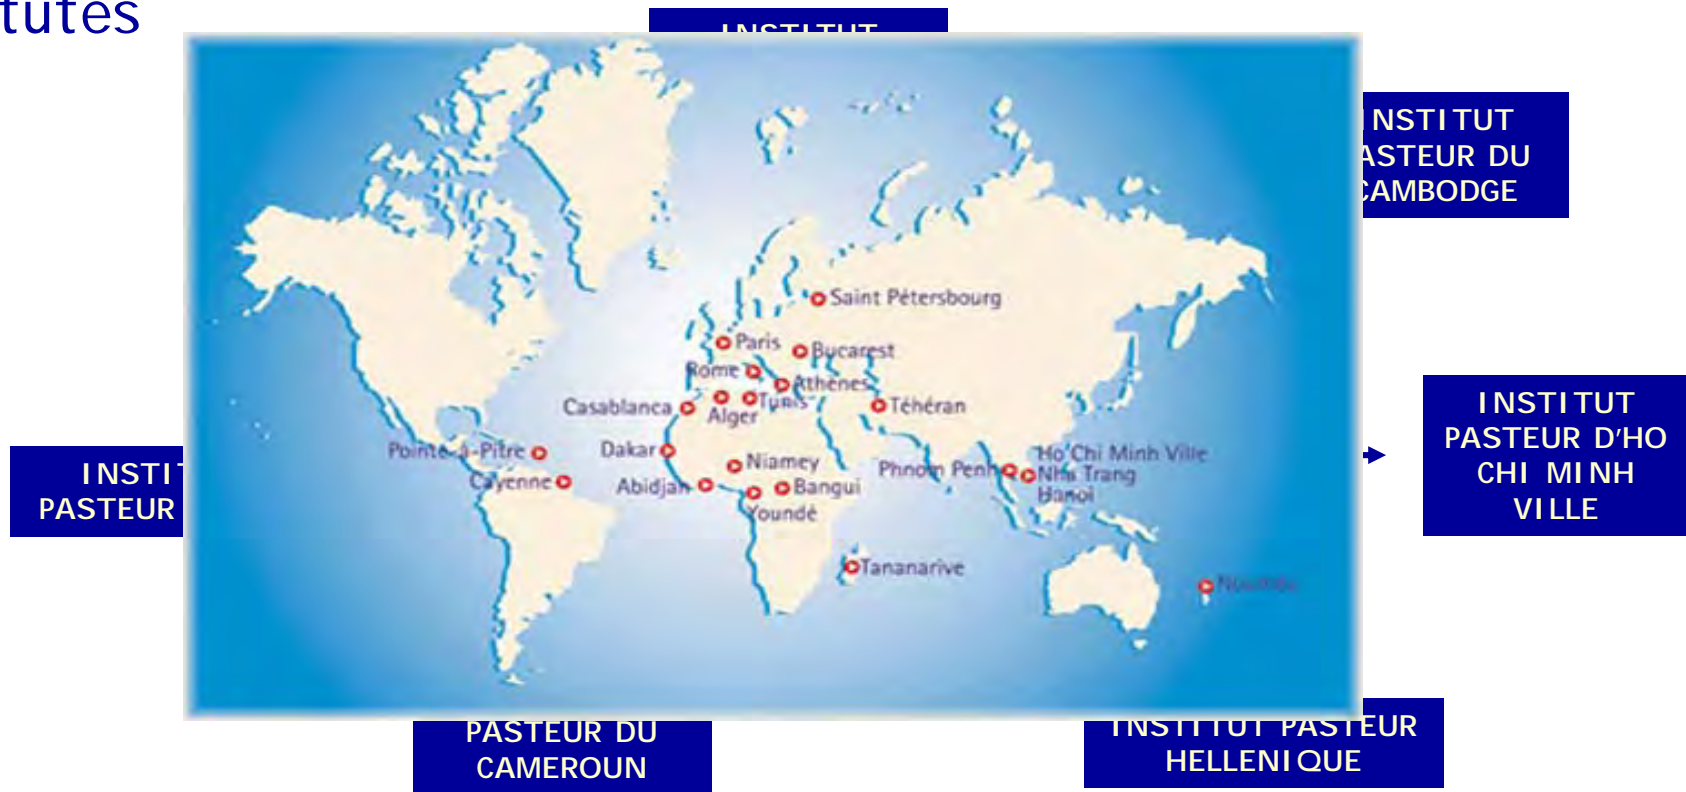 tutes
INSTITUT
INSTITUT
PASTEUR DU
CAMBODGE
Saint Pétersbourg
Paris
Bucarest
Rome
Athènes
Casablanca
Alger
Tunis
Téhéran
Pointe-à-Pitre
Dakar
Niamey
Ho Chi Minh Ville
Phnom Penh
Nha Trang
Cayenne
Abidjan
Bangui
Hanoi
Youndé
Tananarive
INSTITUT
PASTEUR D'HO
CHI MINH
VILLE
INSTI
PASTEUR
PASTEUR DU
CAMEROUN
INSTITUT PASTEUR
HELLENIQUE